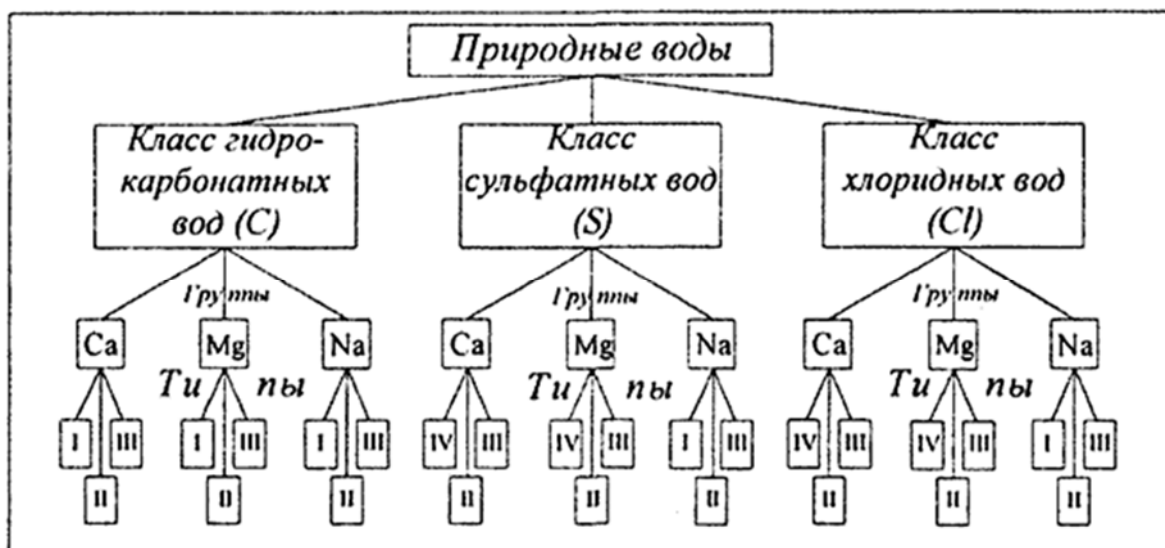 Природные воды
Класс гидро-
карбонатных
вод (C)
Класс
сульфатных вод
(S)
Класс
хлоридных вод
(Cl)
Группы Группы Группы
Ca Mg Na Ca Mg Na Ca Mg Na
Ти пы Ти пы Ти пы
I III I III I III IV III IV III I III IV III IV III I III
II II II II II II II II II